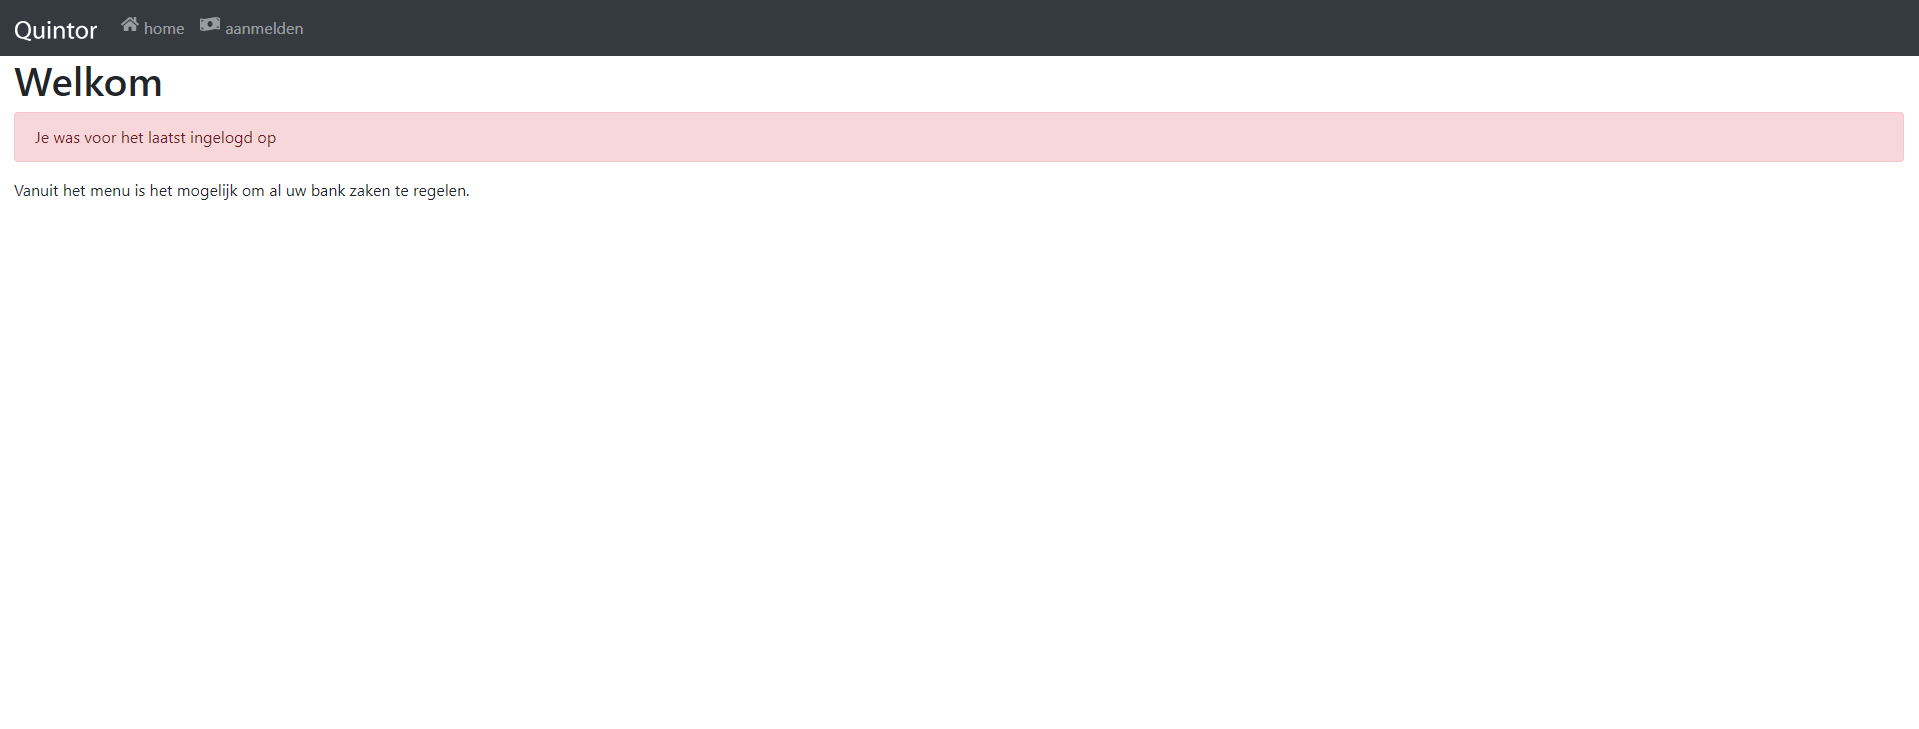 Quintor home aanmelden
Welkom
Je was voor het laatst ingelogd op
Vanuit het menu is het mogelijk om al uw bank zaken te regelen.